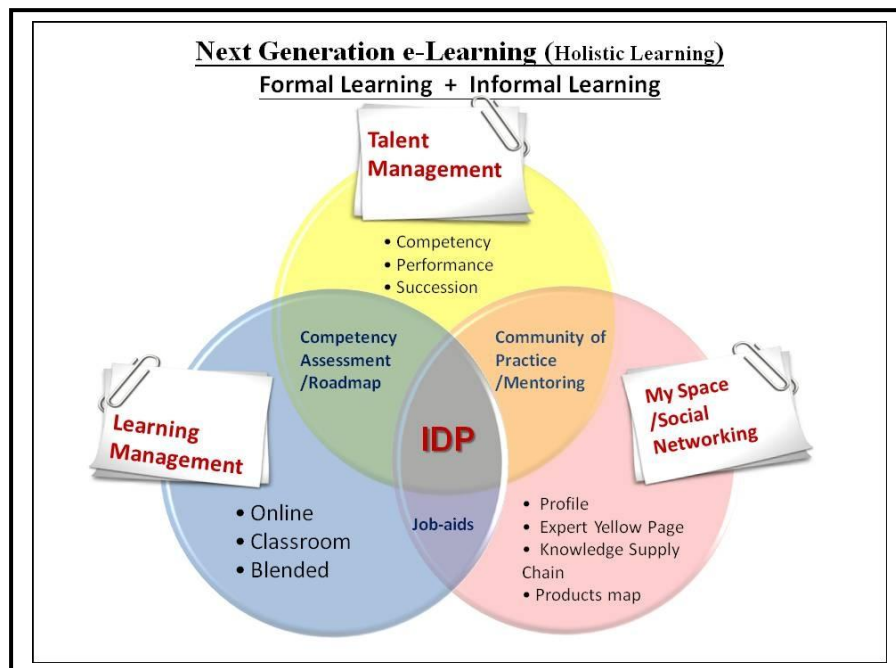 Next Generation e-Learning (Holistic Learning)
Formal Learning + Informal Learning
Talent
Management
• Competency
• Performance
• Succession
Competency
Assessment
/Roadmap
Community of
Practice
/Mentoring
My Space
/Social
Networking
Learning
Management
IDP
• Online
• Classroom
• Blended
Job-aids
• Profile
• Expert Yellow Page
• Knowledge Supply
Chain
• Products map